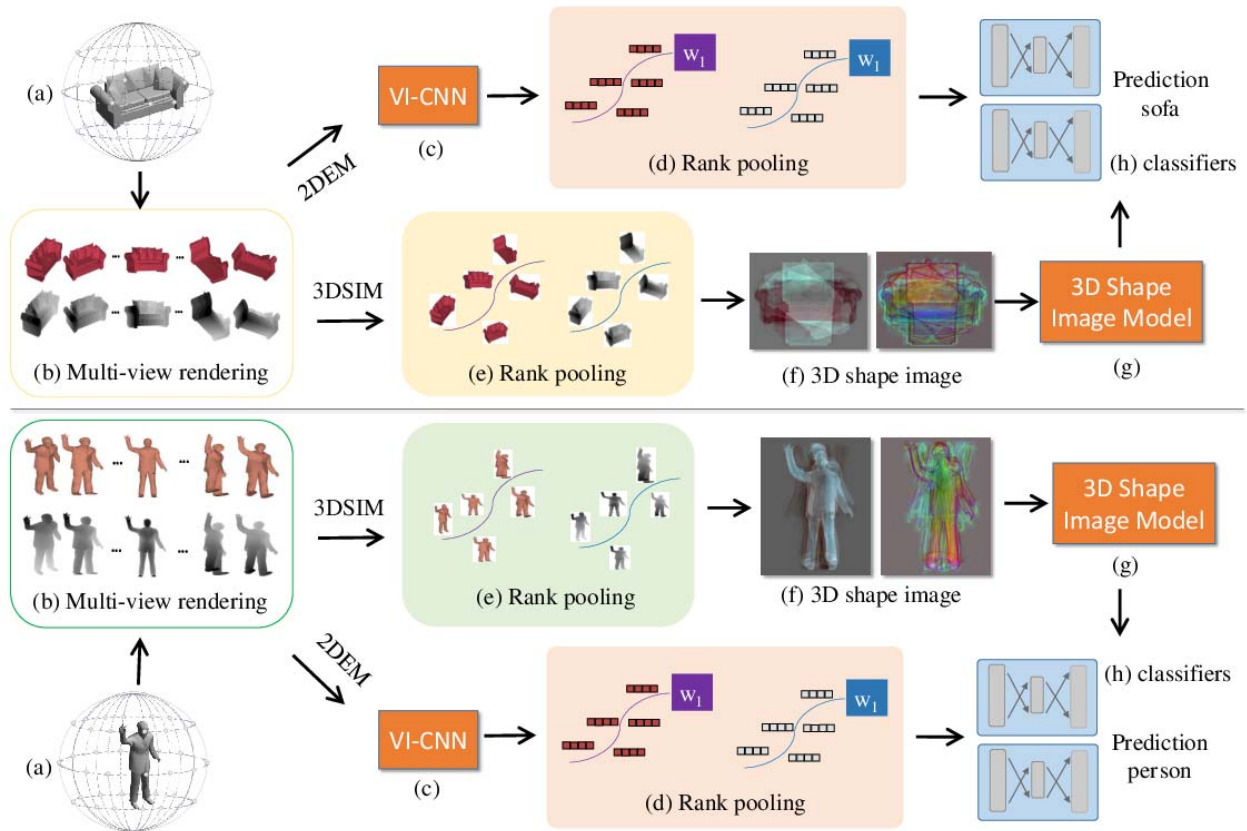 (a)
2DEM
VI-CNN
(c)
W1
W1
(d) Rank pooling
Prediction
sofa
(h) classifiers
... ...
... ...
(b) Multi-view rendering
3DSIM
(e) Rank pooling
(f) 3D shape image
3D Shape
Image Model
(g)
... ...
... ...
(b) Multi-view rendering
3DSIM
(e) Rank pooling
(f) 3D shape image
3D Shape
Image Model
(g)
(a)
2DEM
VI-CNN
(c)
W1
W1
(d) Rank pooling
(h) classifiers
Prediction
person